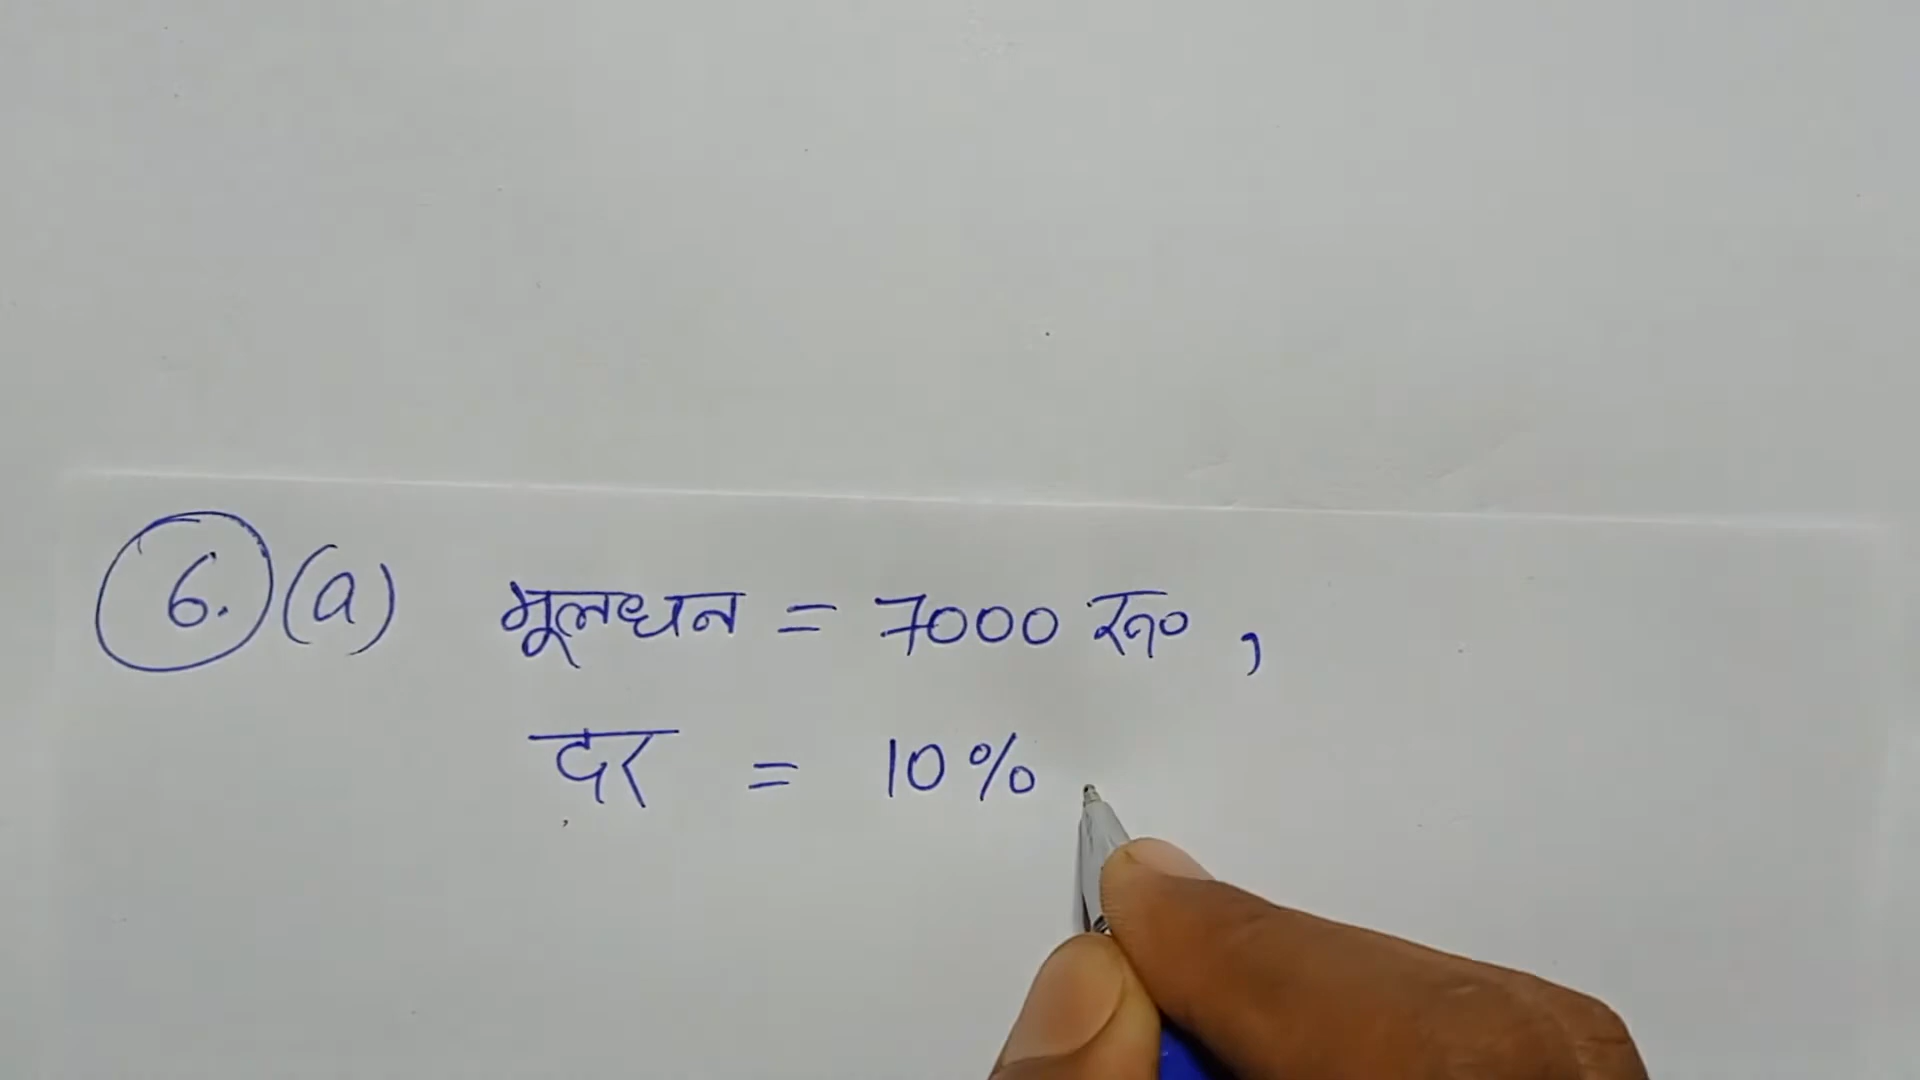 6. (a) मूलधन = 7000 रू० ,
दर = 10%